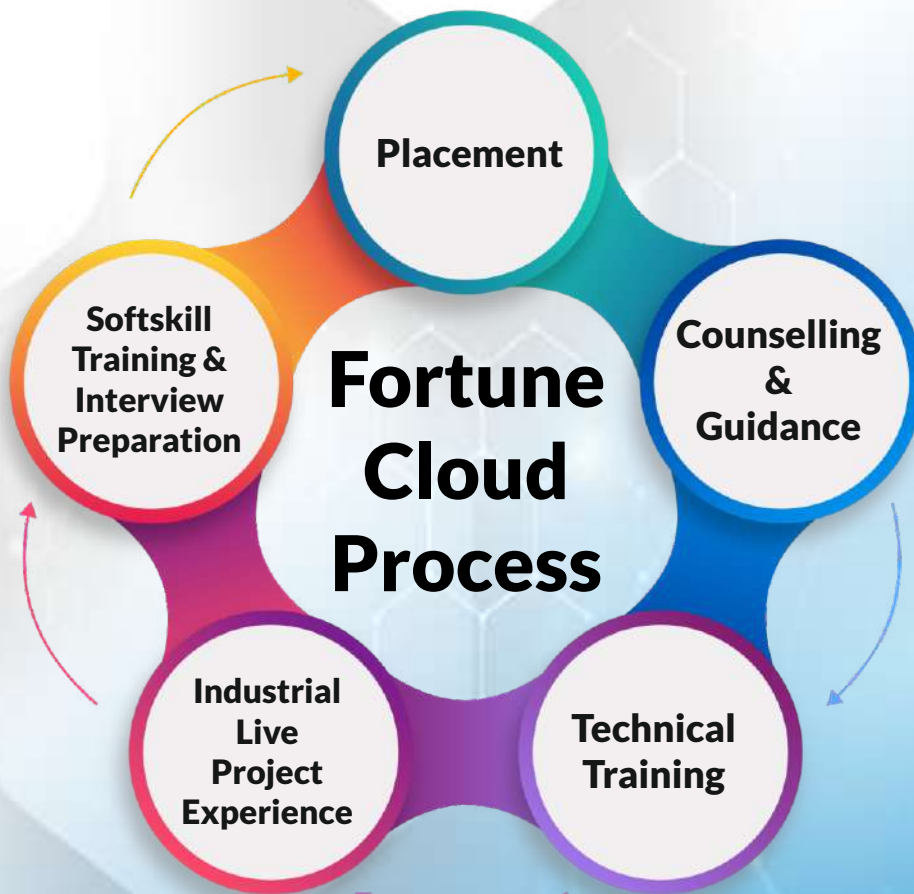 Placement
Softskill
Training &
Interview
Preparation
Counselling
&
Guidance
Fortune
Cloud
Process
Industrial
Live
Project
Experience
Technical
Training